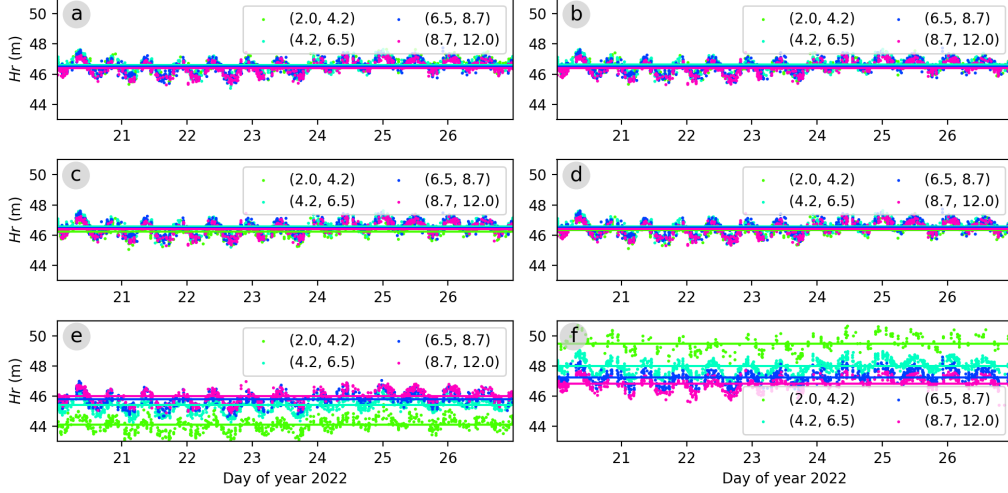 a
b
50
48
46
44
Hr (m)
(2.0, 4.2) (6.5, 8.7)
(4.2, 6.5) (8.7, 12.0)
21 22 23 24 25 26
50
48
46
44
(2.0, 4.2) (6.5, 8.7)
(4.2, 6.5) (8.7, 12.0)
21 22 23 24 25 26
c
d
50
48
46
44
Hr (m)
(2.0, 4.2) (6.5, 8.7)
(4.2, 6.5) (8.7, 12.0)
21 22 23 24 25 26
50
48
46
44
(2.0, 4.2) (6.5, 8.7)
(4.2, 6.5) (8.7, 12.0)
21 22 23 24 25 26
e
f
50
48
46
44
Hr (m)
(2.0, 4.2) (6.5, 8.7)
(4.2, 6.5) (8.7, 12.0)
21 22 23 24 25 26
Day of year 2022
50
48
46
44
(2.0, 4.2) (6.5, 8.7)
(4.2, 6.5) (8.7, 12.0)
21 22 23 24 25 26
Day of year 2022